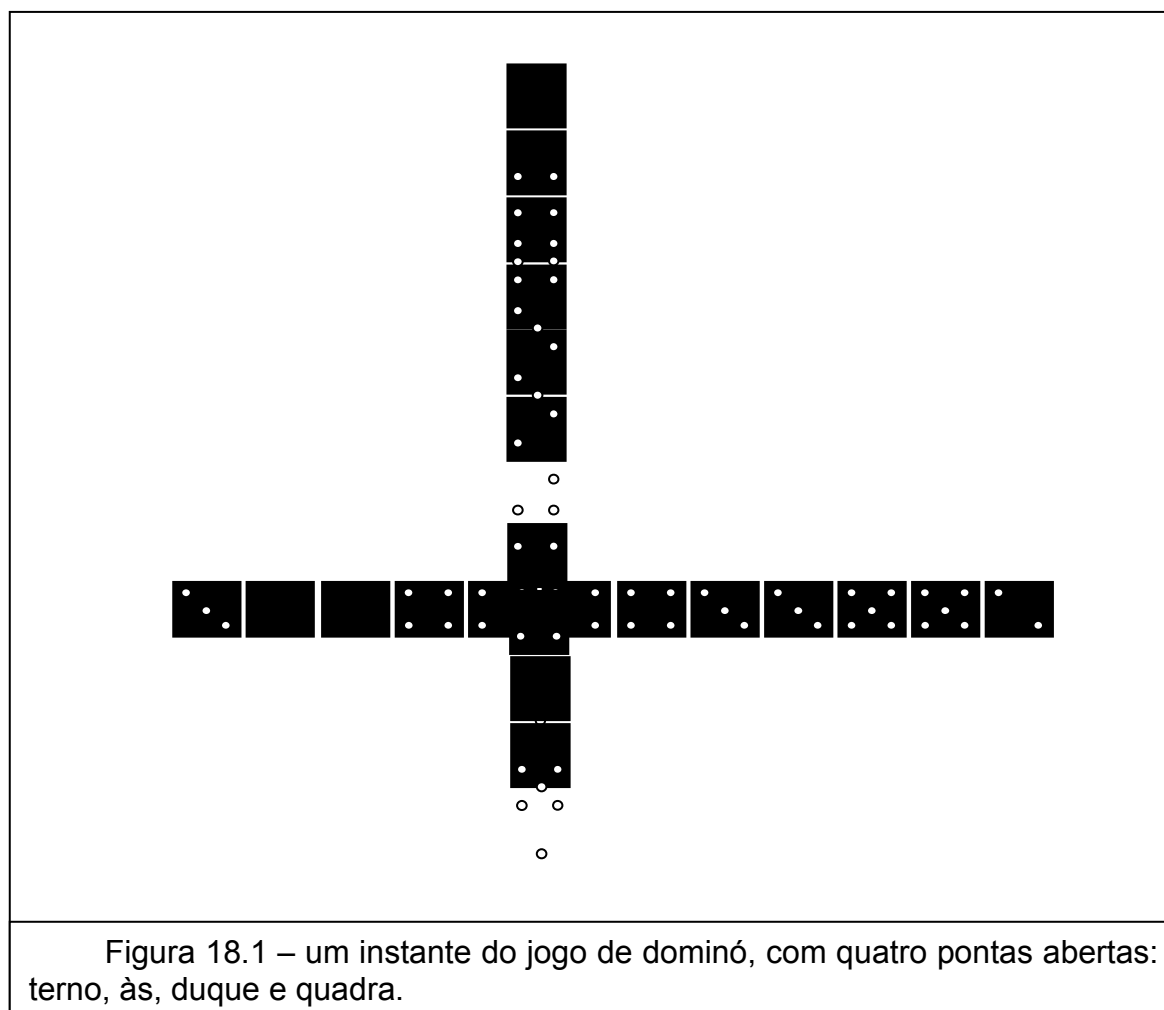 Figura 18.1 – um instante do jogo de dominó, com quatro pontas abertas:
terno, às, duque e quadra.